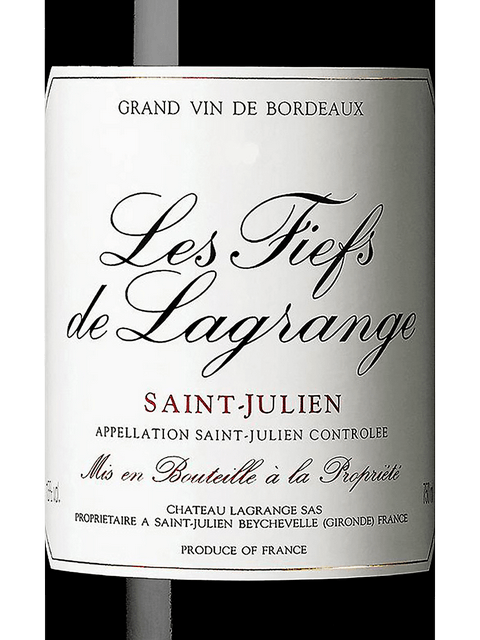 GRAND VIN DE BORDEAUX
Les Fiefs
de Lagrange
SAINT-JULIEN
APPELLATION SAINT-JULIEN CONTROLEE
Mis en Bouteille à la Propriété
CHATEAU LAGRANGE SAS
PROPRIETAIRE A SAINT-JULIEN BEYCHEVELLE (GIRONDE) FRANCE
PRODUCE OF FRANCE